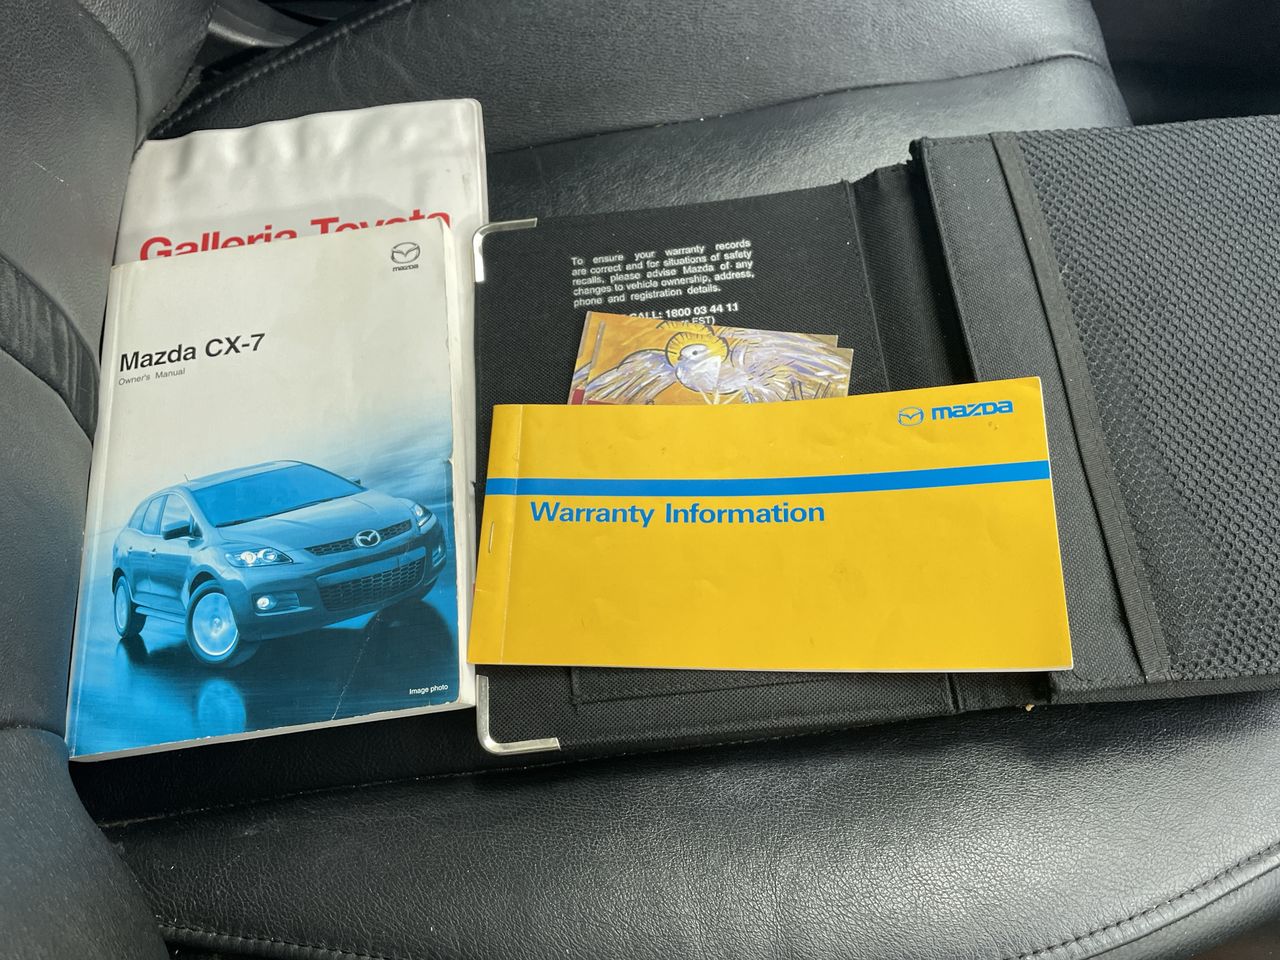 Galleria Toyota
mazda
Mazda CX-7
Owner's Manual
Image photo
To ensure your warranty records
are correct and for situations of safety
recalls, please advise Mazda of any
changes to vehicle ownership, address,
phone and registration details.
CALL: 1800 03 44 11
EST)
mazda
Warranty Information